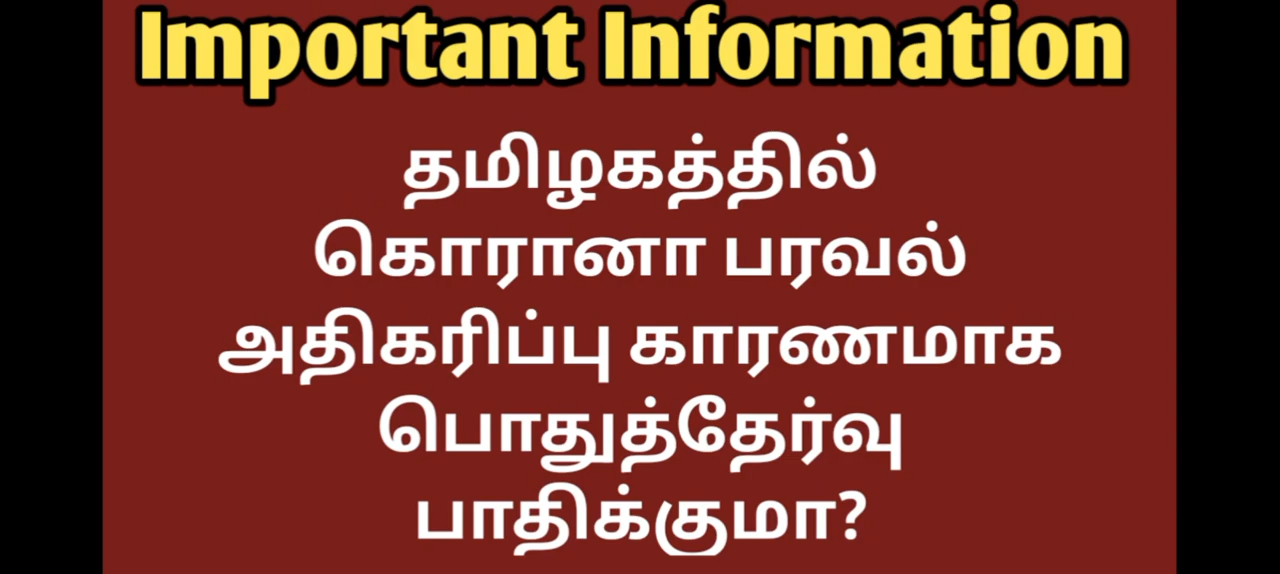 Important Information
தமிழகத்தில்
கொரானா பரவல்
அதிகரிப்பு காரணமாக
பொதுத்தேர்வு
பாதிக்குமா?